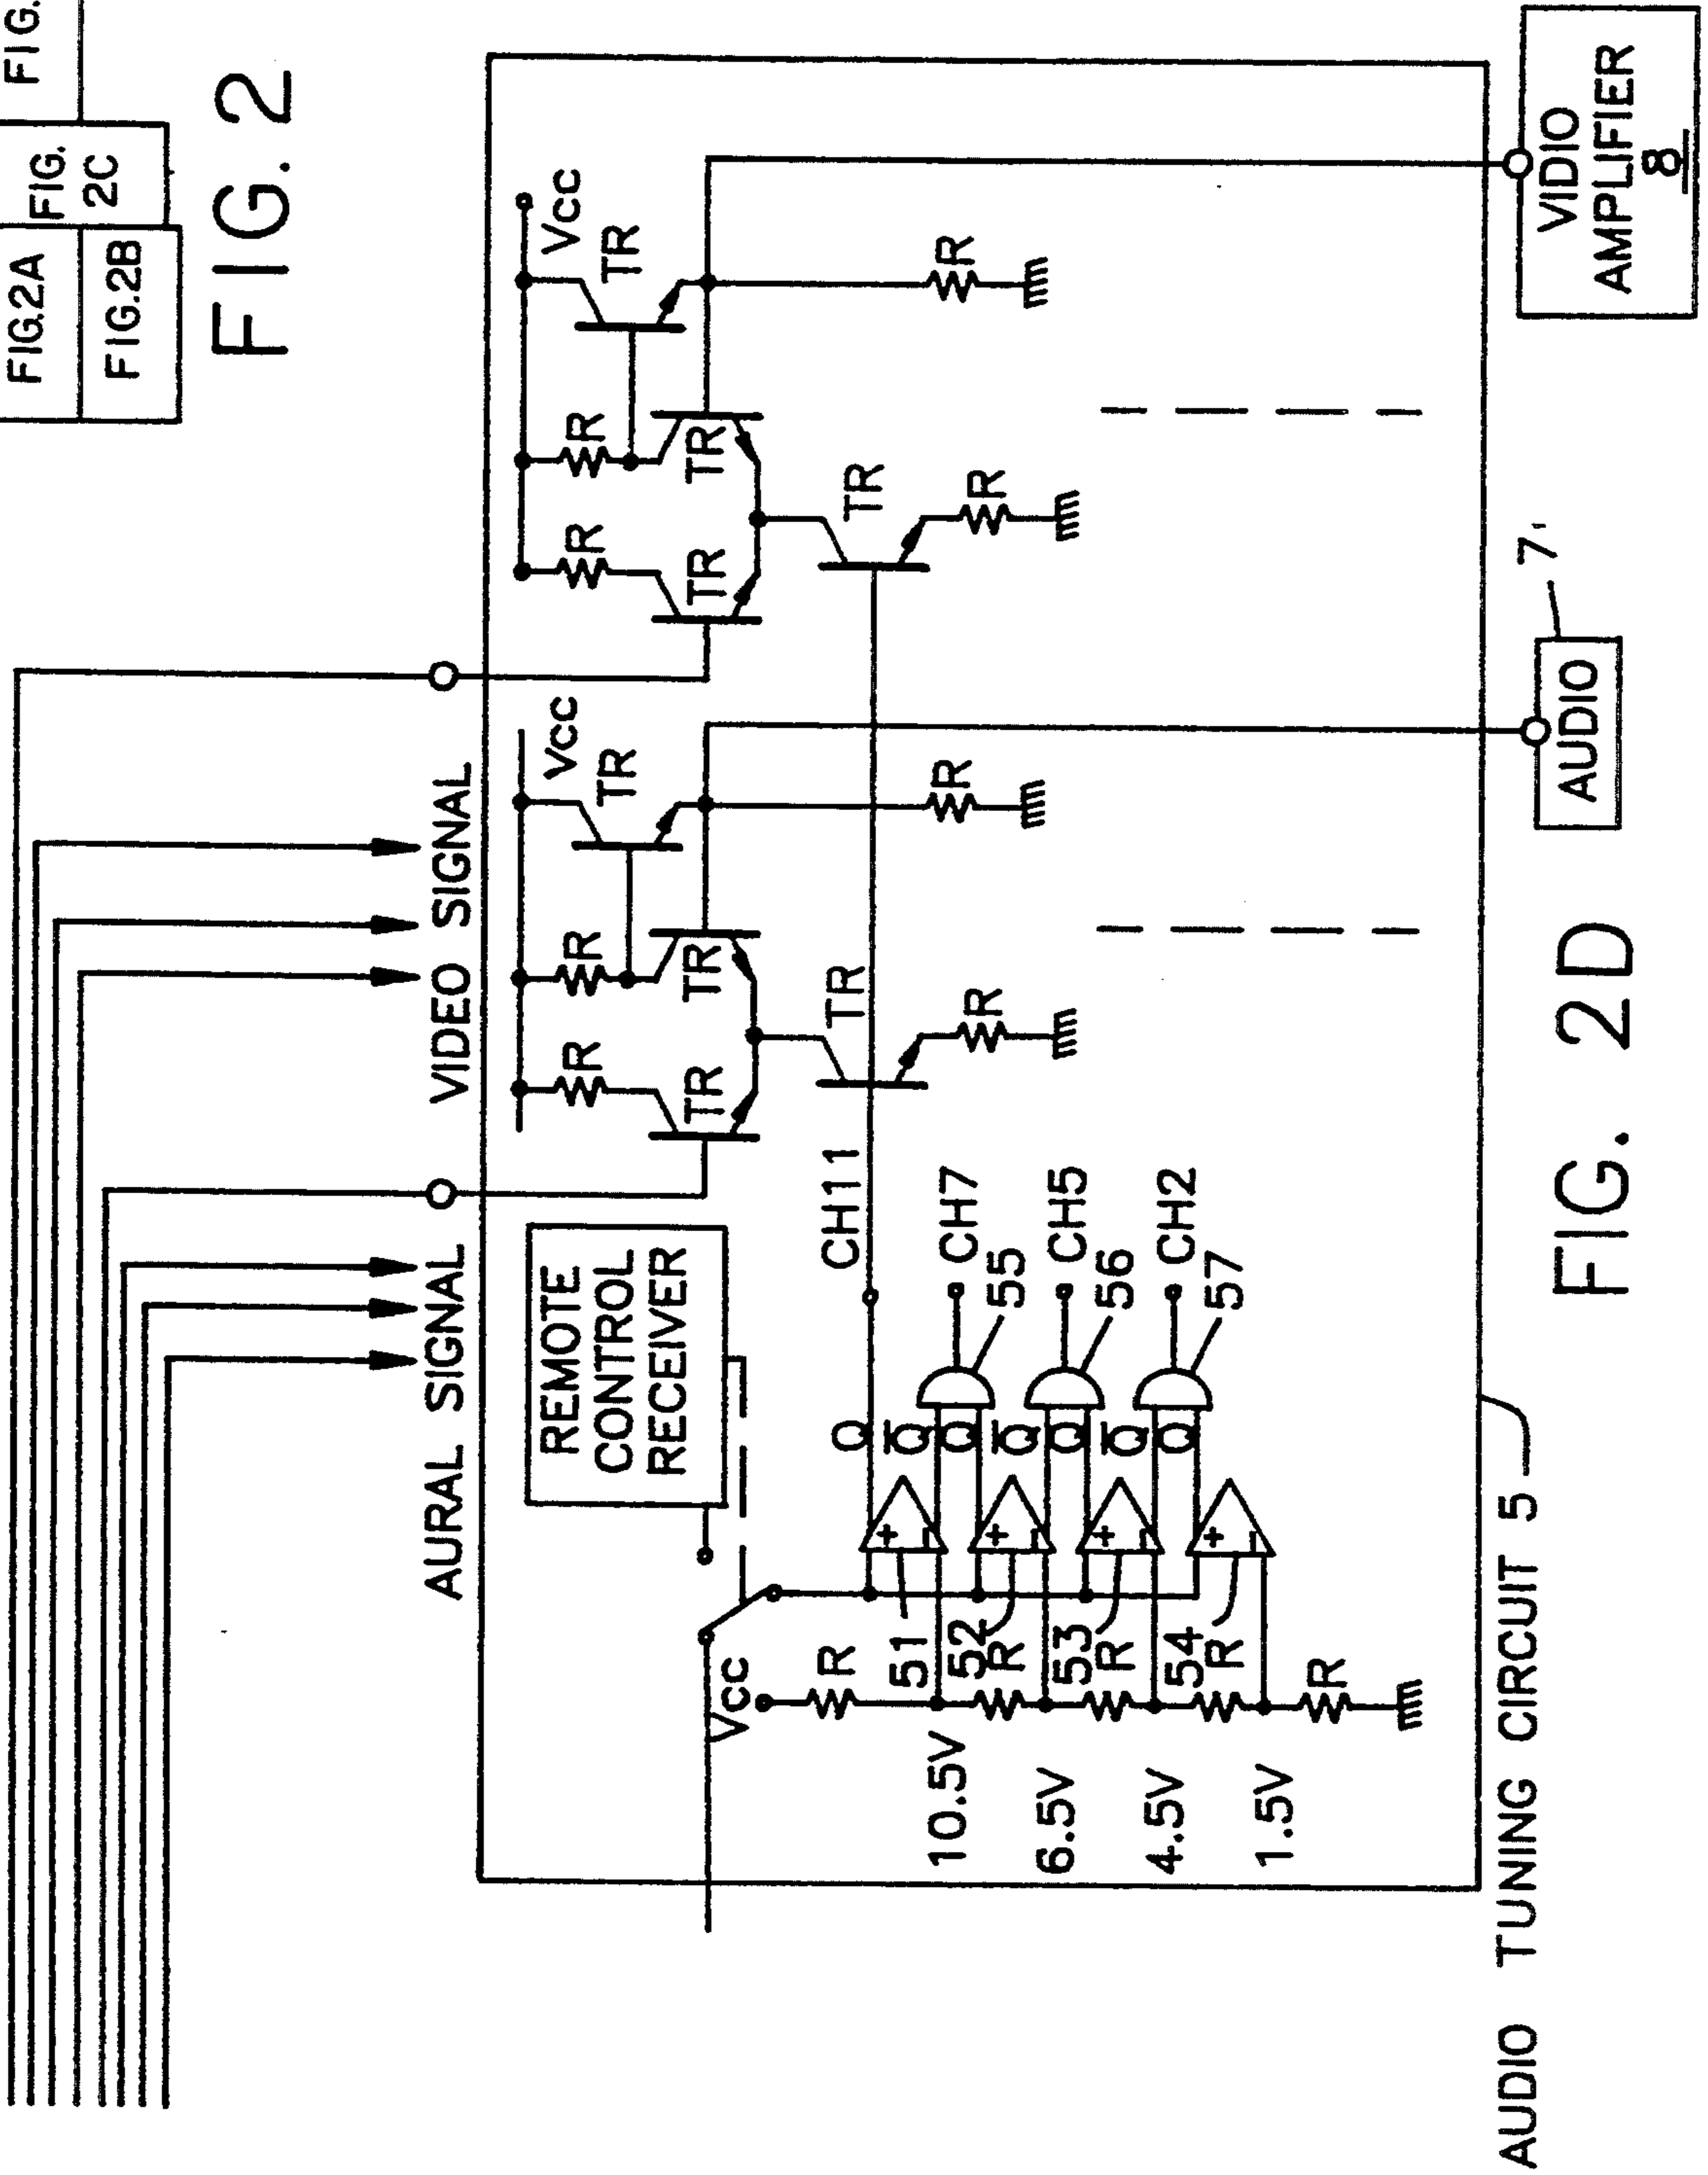 FIG.
FIG.2A
FIG.
2C
FIG.2B
FIG. 2
AURAL SIGNAL
VIDEO SIGNAL
REMOTE
CONTROL
RECEIVER
Vcc
Vcc
Vcc
R
R
TR
R
R
TR
TR
TR
TR
TR
TR
R
R
TR
TR
R
R
CH11
Q
Q̅
Q
CH7
55
Q̅
Q
CH5
56
Q̅
Q
CH2
57
+
−
+
−
+
−
+
−
R
51
52
R
53
R
54
R
R
10.5V
6.5V
4.5V
1.5V
AUDIO TUNING CIRCUIT 5
AUDIO
7
VIDIO
AMPLIFIER
8
FIG. 2D